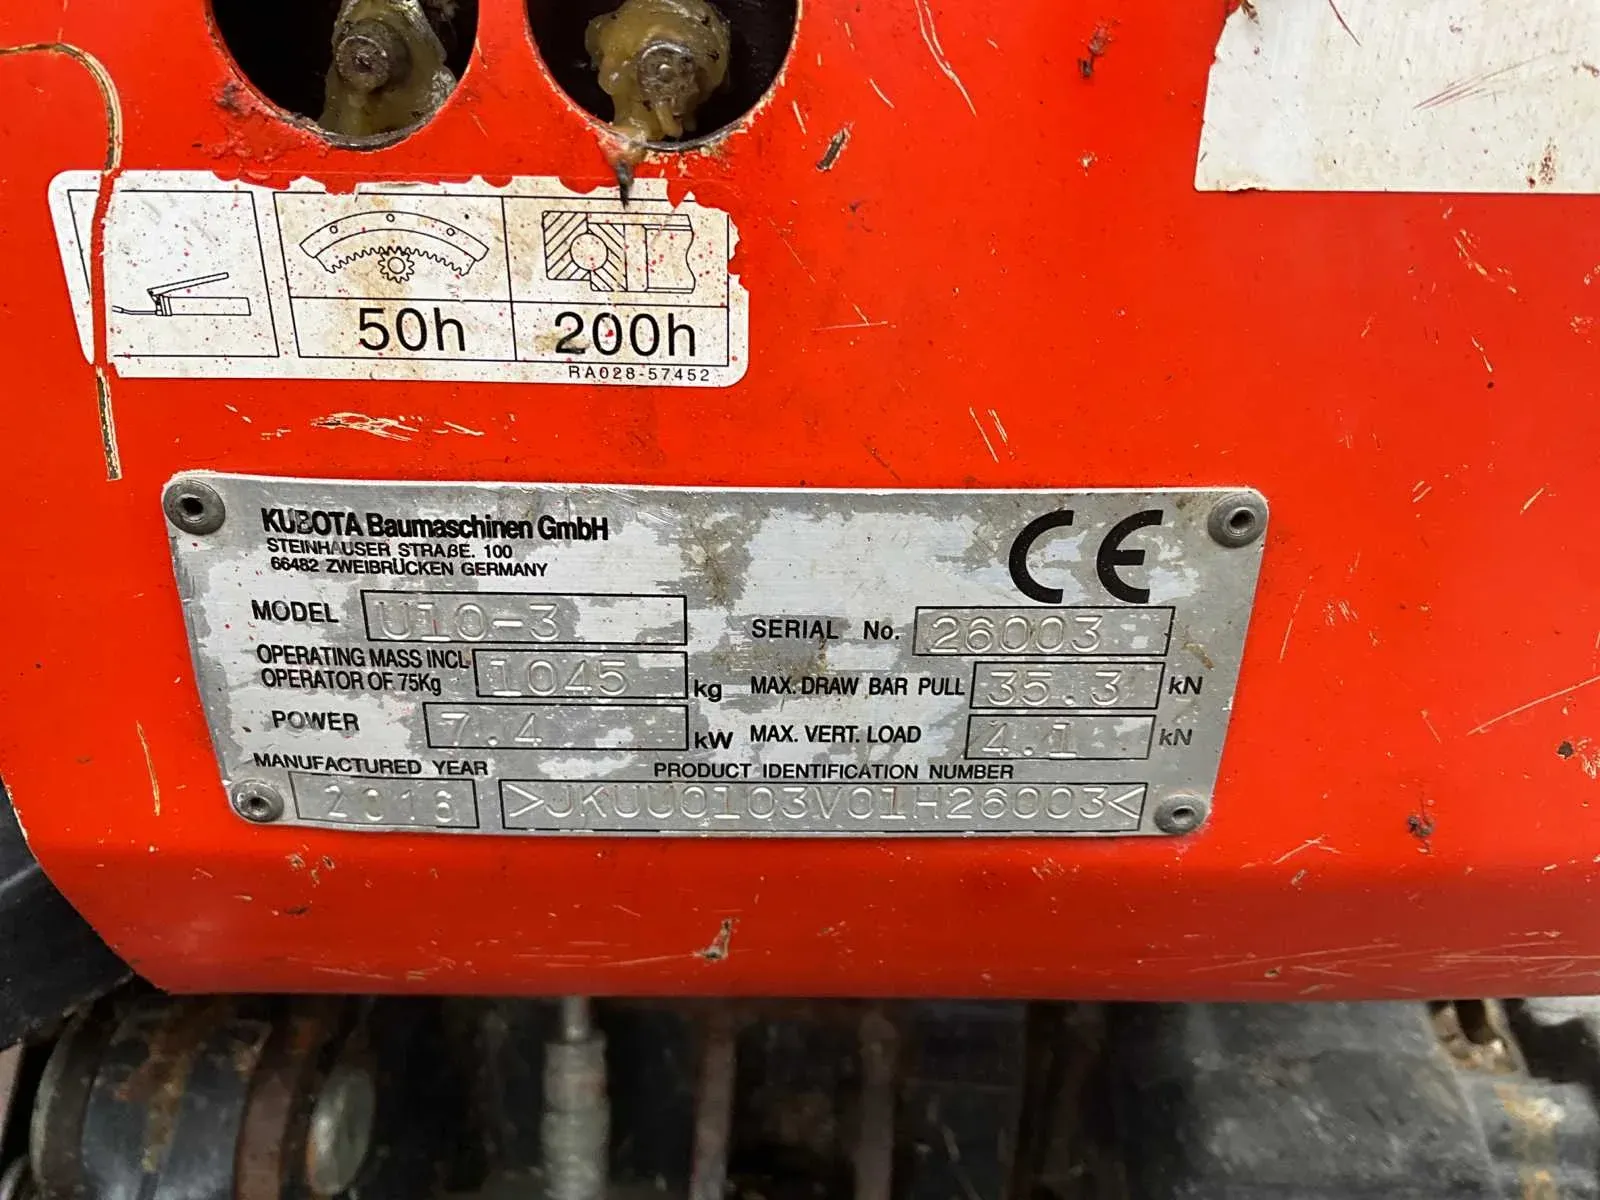 50h
200h
RA028-57452
KUBOTA Baumaschinen GmbH
STEINHAUSER STRAßE. 100
66482 ZWEIBRÜCKEN GERMANY
CE
MODEL U10-3
SERIAL No. 26003
OPERATING MASS INCL
OPERATOR OF 75Kg 1045 kg
MAX. DRAW BAR PULL 35.3 kN
POWER 7.4 kW
MAX. VERT. LOAD 4.1 kN
MANUFACTURED YEAR 2016
PRODUCT IDENTIFICATION NUMBER
>JKUU0103V01H26003<